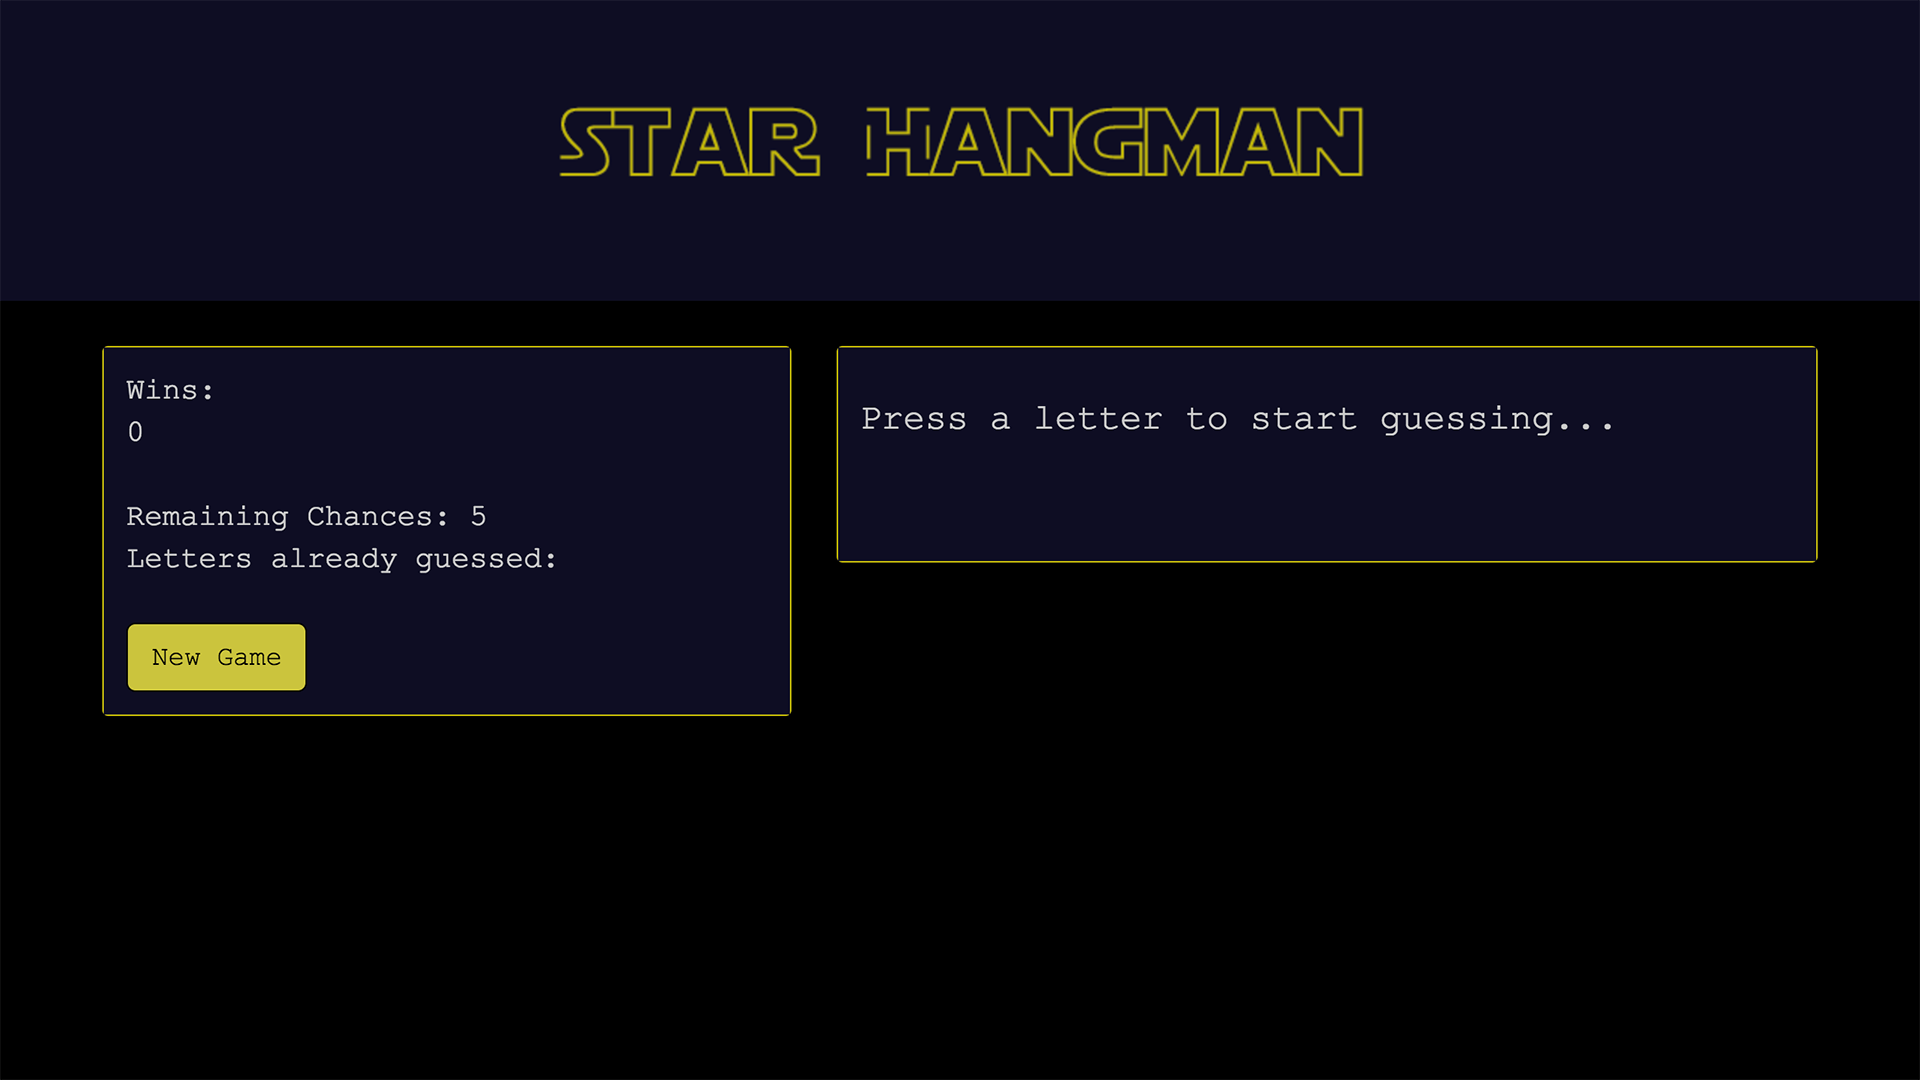 STAR HANGMAN
Wins:
0
Remaining Chances: 5
Letters already guessed:
New Game
Press a letter to start guessing...